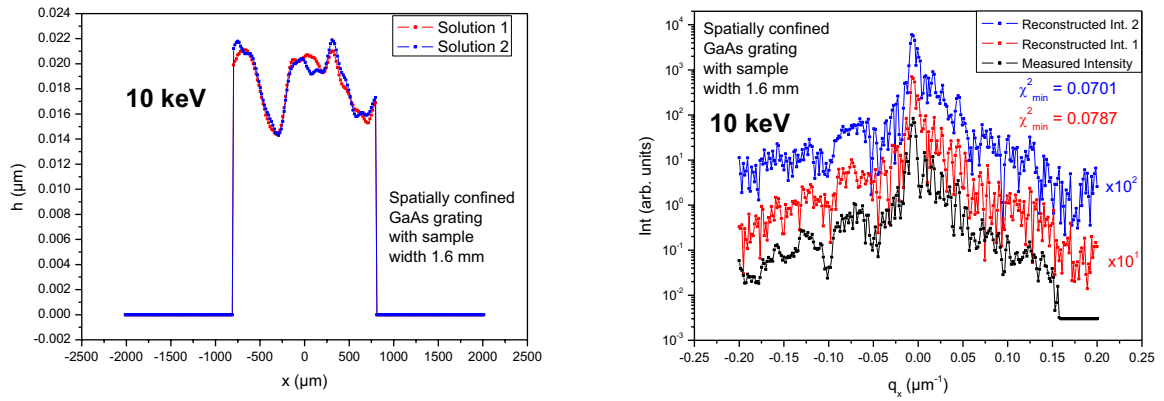 0.024
0.022
0.020
0.018
0.016
0.014
0.012
0.010
0.008
0.006
0.004
0.002
0.000
-0.002
h (µm)
Solution 1
Solution 2
10 keV
Spatially confined
GaAs grating
with sample
width 1.6 mm
-2500 -2000 -1500 -1000 -500 0 500 1000 1500 2000 2500
x (µm)
10⁴
10³
10²
10¹
10⁰
10⁻¹
10⁻²
10⁻³
Int (arb. units)
Spatially confined
GaAs grating
with sample
width 1.6 mm
10 keV
Reconstructed Int. 2
Reconstructed Int. 1
Measured Intensity
χ²min = 0.0701
χ²min = 0.0787
x10²
x10¹
-0.25 -0.20 -0.15 -0.10 -0.05 0.00 0.05 0.10 0.15 0.20 0.25
qₓ (µm⁻¹)